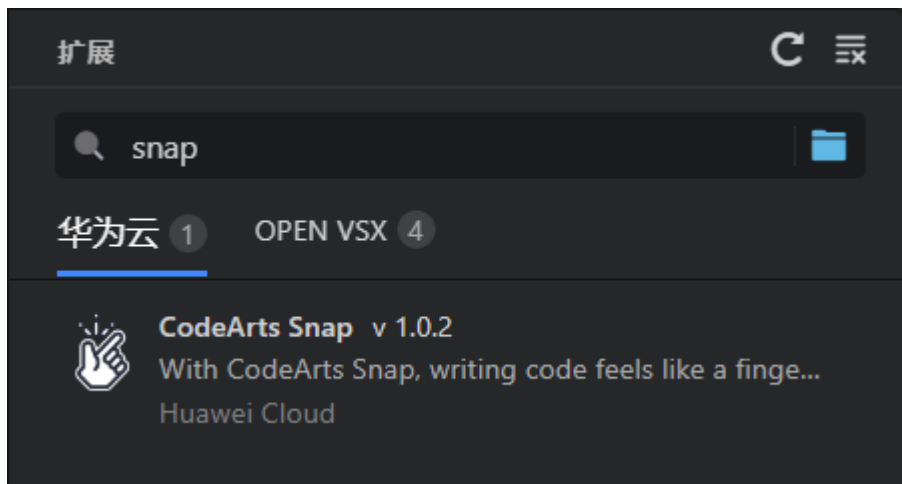 扩展
snap
华为云 1 OPEN VSX 4
CodeArts Snap v 1.0.2
With CodeArts Snap, writing code feels like a finge...
Huawei Cloud